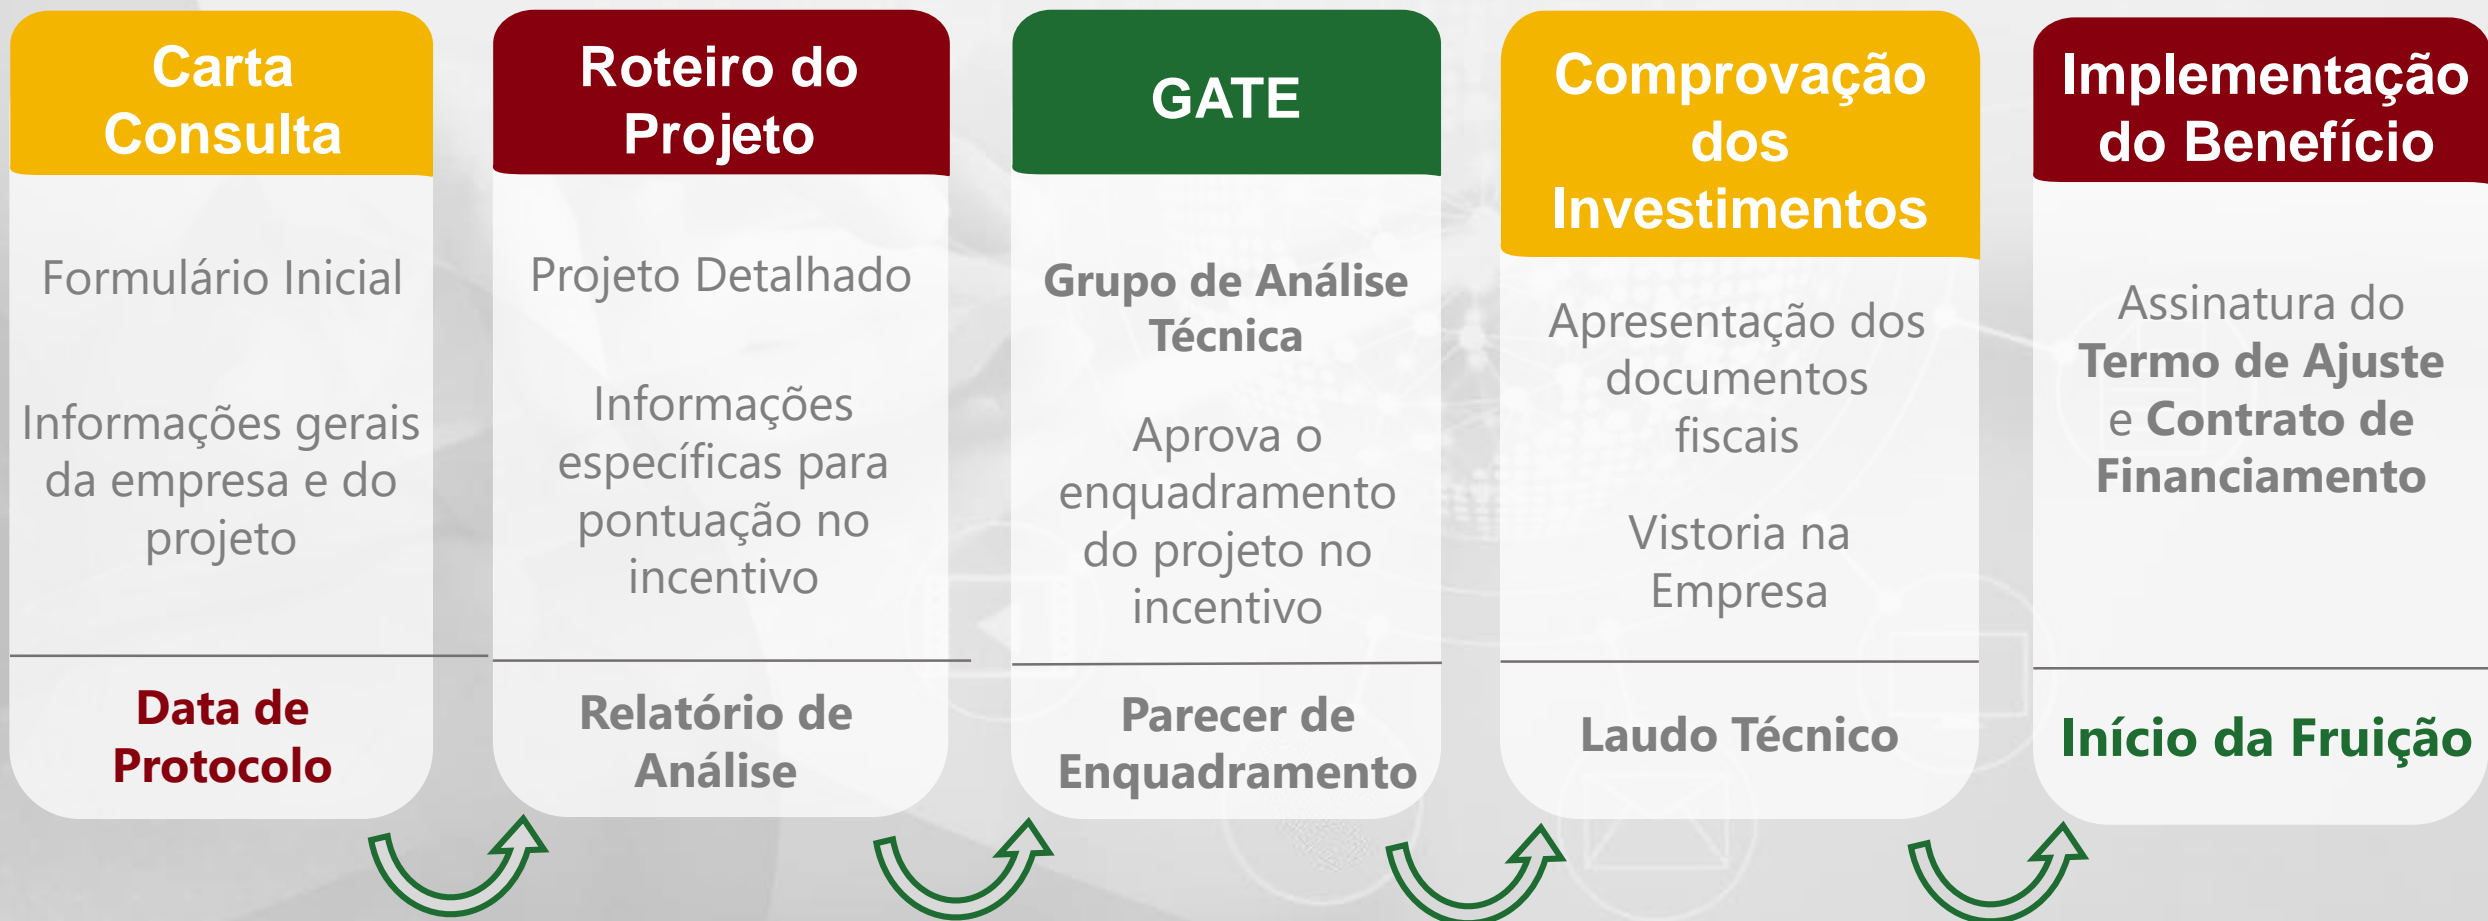 Carta
Consulta
Formulário Inicial
Informações gerais
da empresa e do
projeto
Data de
Protocolo
Roteiro do
Projeto
Projeto Detalhado
Informações
específicas para
pontuação no
incentivo
Relatório de
Análise
GATE
Grupo de Análise
Técnica
Aprova o
enquadramento
do projeto no
incentivo
Parecer de
Enquadramento
Comprovação
dos
Investimentos
Apresentação dos
documentos
fiscais
Vistoria na
Empresa
Laudo Técnico
Implementação
do Benefício
Assinatura do
Termo de Ajuste
e Contrato de
Financiamento
Início da Fruição